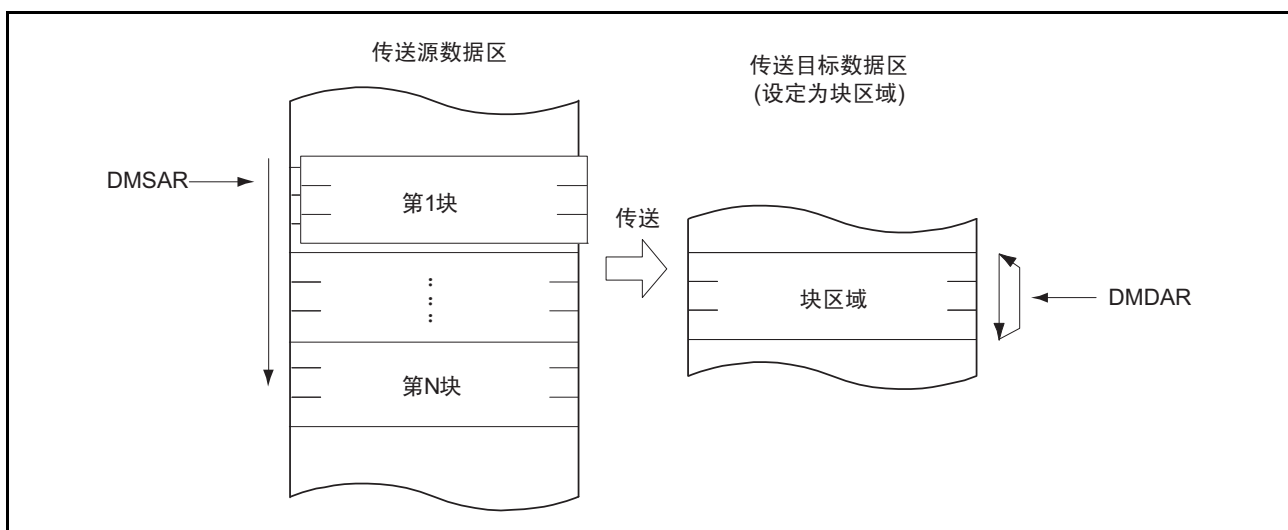 传送源数据区
传送目标数据区
(设定为块区域)
DMSAR
第1块
传送
块区域
DMDAR
第N块